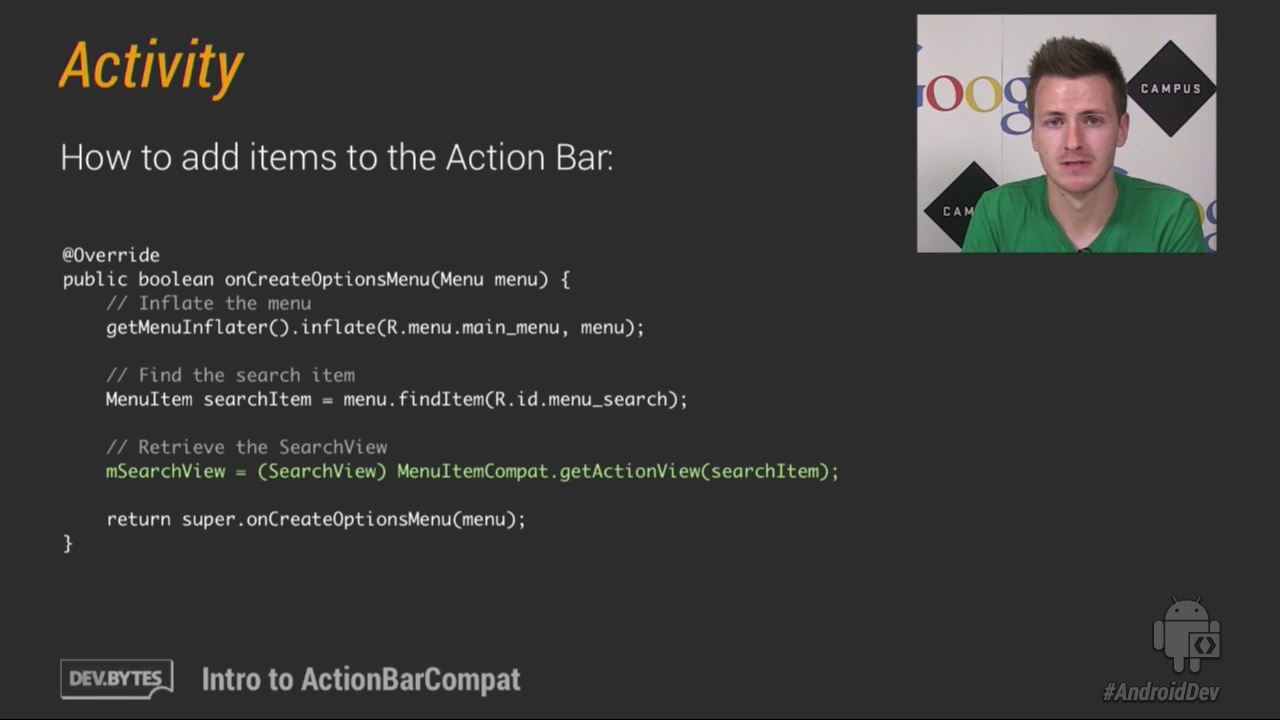 Activity
How to add items to the Action Bar:
@Override
public boolean onCreateOptionsMenu(Menu menu) {
    // Inflate the menu
    getMenuInflater().inflate(R.menu.main_menu, menu);
    // Find the search item
    MenuItem searchItem = menu.findItem(R.id.menu_search);
    // Retrieve the SearchView
    mSearchView = (SearchView) MenuItemCompat.getActionView(searchItem);
    return super.onCreateOptionsMenu(menu);
}
Google
CAMPUS
CAM
DEV.BYTES
Intro to ActionBarCompat
#AndroidDev